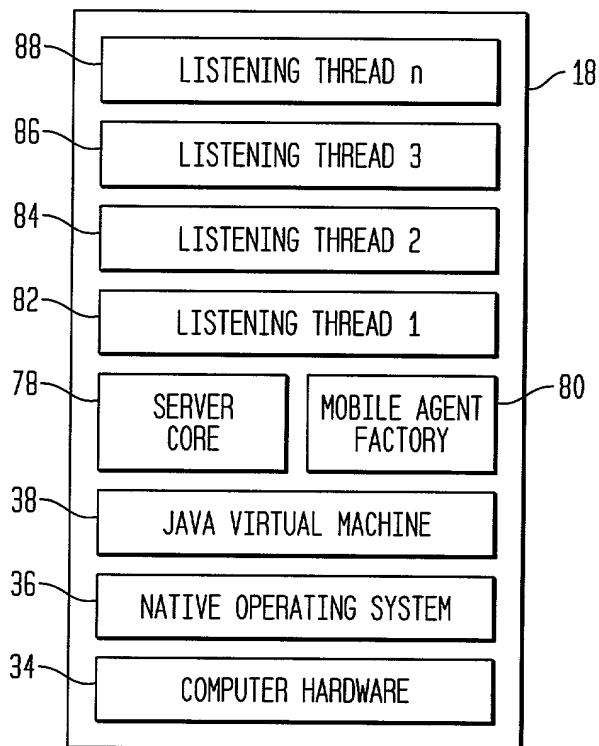 88
LISTENING THREAD n
18
86
LISTENING THREAD 3
84
LISTENING THREAD 2
82
LISTENING THREAD 1
78
SERVER
CORE
MOBILE AGENT
FACTORY
80
38
JAVA VIRTUAL MACHINE
36
NATIVE OPERATING SYSTEM
34
COMPUTER HARDWARE